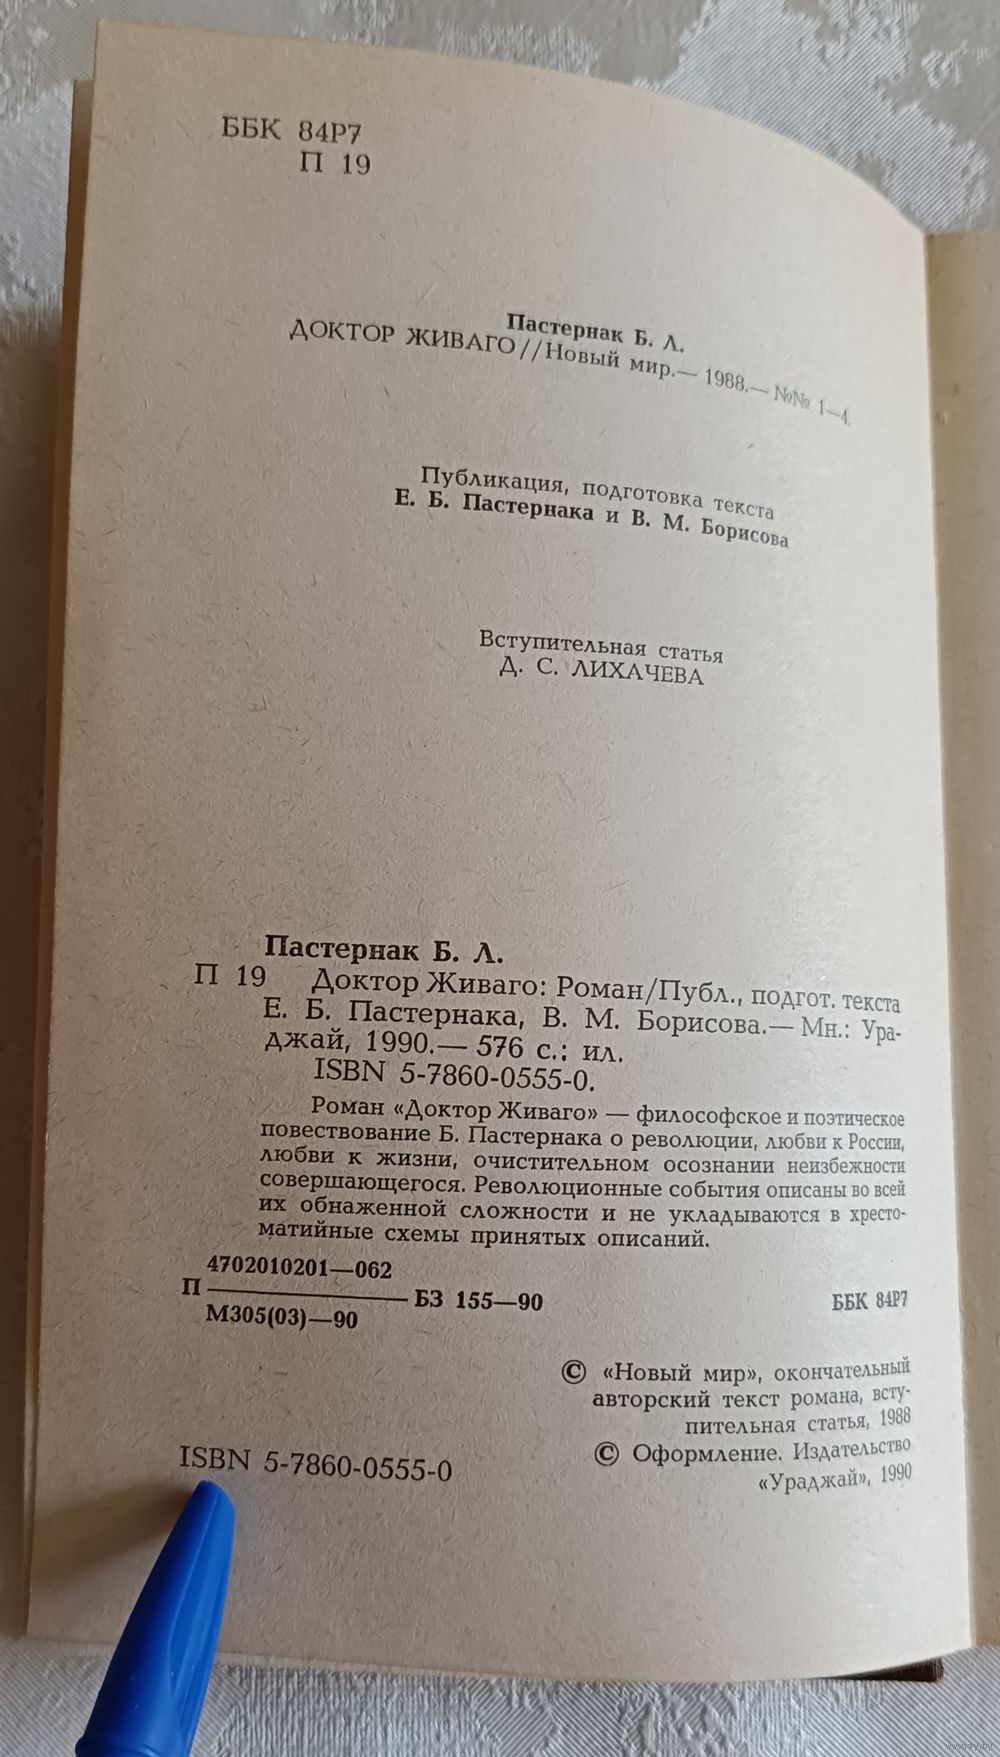 ББК 84Р7
П 19
Пастернак Б. Л.
ДОКТОР ЖИВАГО//Новый мир.— 1988.— №№ 1—4.
Публикация, подготовка текста
Е. Б. Пастернака и В. М. Борисова
Вступительная статья
Д. С. ЛИХАЧЕВА
Пастернак Б. Л.
П 19 Доктор Живаго: Роман/Публ., подгот. текста
Е. Б. Пастернака, В. М. Борисова.— Мн.: Ура-
джай, 1990.— 576 с.: ил.
ISBN 5-7860-0555-0.
Роман «Доктор Живаго» — философское и поэтическое
повествование Б. Пастернака о революции, любви к России,
любви к жизни, очистительном осознании неизбежности
совершающегося. Революционные события описаны во всей
их обнаженной сложности и не укладываются в хресто-
матийные схемы принятых описаний.
4702010201—062
П ——— БЗ 155—90
М305(03)—90
ББК 84Р7
© «Новый мир», окончательный
авторский текст романа, всту-
пительная статья, 1988
© Оформление. Издательство
«Ураджай», 1990
ISBN 5-7860-0555-0
www.ay.by